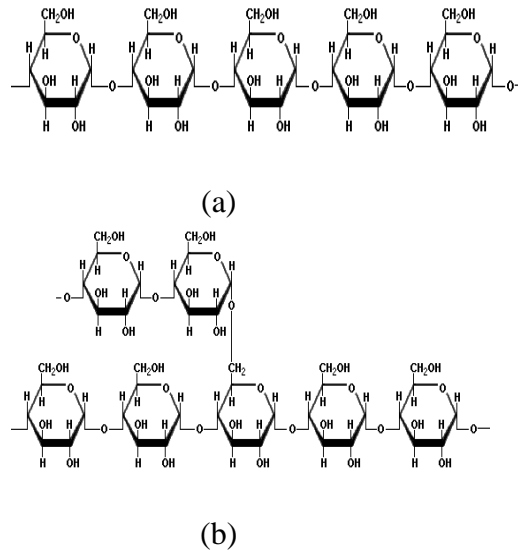 CH₂OH CH₂OH CH₂OH CH₂OH CH₂OH
H O H O H O H O H O
H H H H H H H H H H
OH H OH H OH H OH H OH H
O O O O O
H OH H OH H OH H OH H OH
(a)
CH₂OH CH₂OH
H O H O
H H H H
OH H OH H
O O O
H OH H OH
CH₂OH CH₂OH CH₂ CH₂OH CH₂OH
H O H O H O H O H O
H H H H H H H H H H
OH H OH H OH H OH H OH H
O O O O O
H OH H OH H OH H OH H OH
(b)